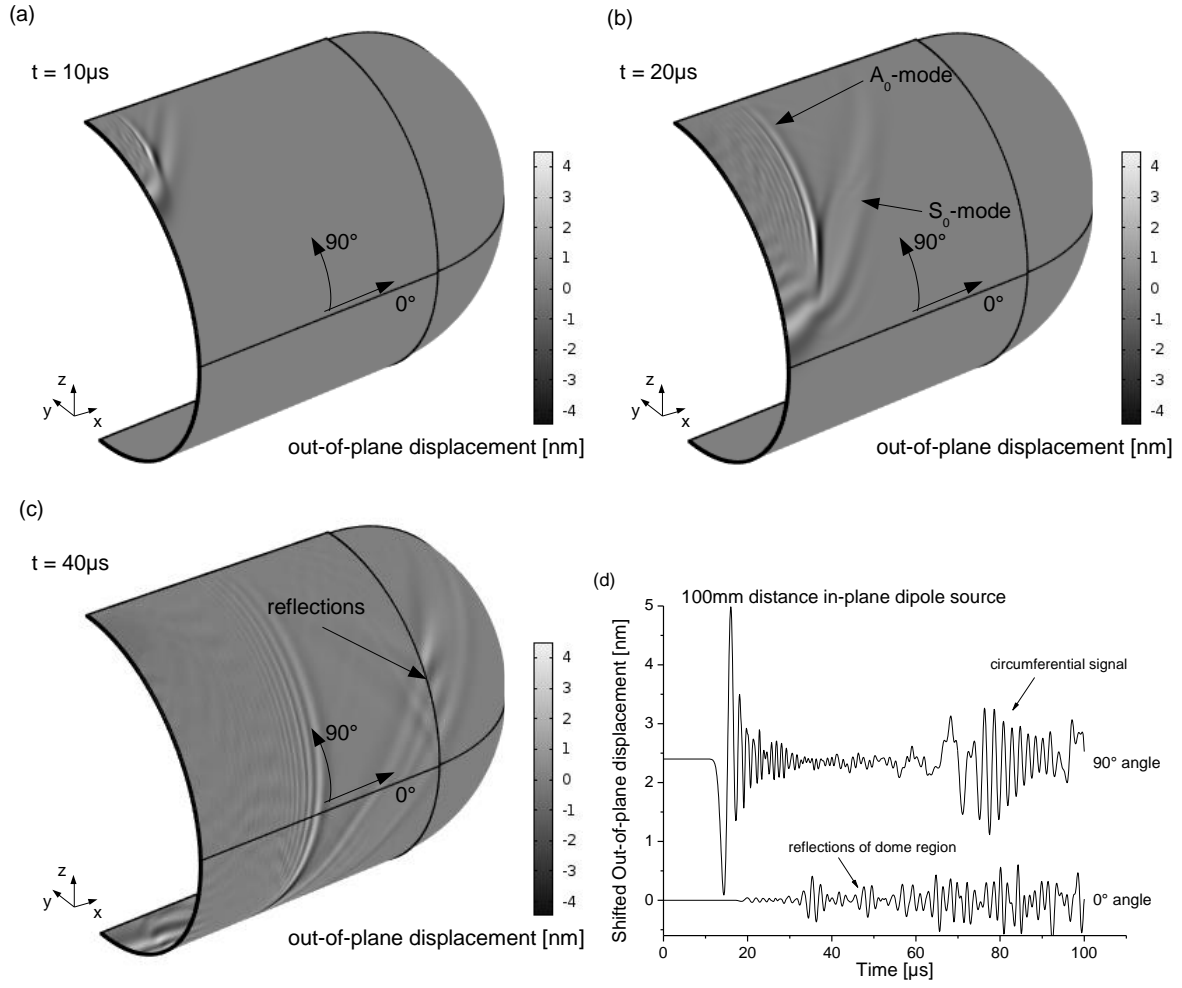 (a)
t = 10µs
90°
0°
z
y
x
4
3
2
1
0
-1
-2
-3
-4
out-of-plane displacement [nm]
(b)
t = 20µs
A0-mode
S0-mode
90°
0°
z
y
x
4
3
2
1
0
-1
-2
-3
-4
out-of-plane displacement [nm]
(c)
t = 40µs
reflections
90°
0°
z
y
x
4
3
2
1
0
-1
-2
-3
-4
out-of-plane displacement [nm]
(d)
100mm distance in-plane dipole source
Shifted Out-of-plane displacement [nm]
5
4
3
2
1
0
circumferential signal
90° angle
reflections of dome region
0° angle
0 20 40 60 80 100
Time [µs]